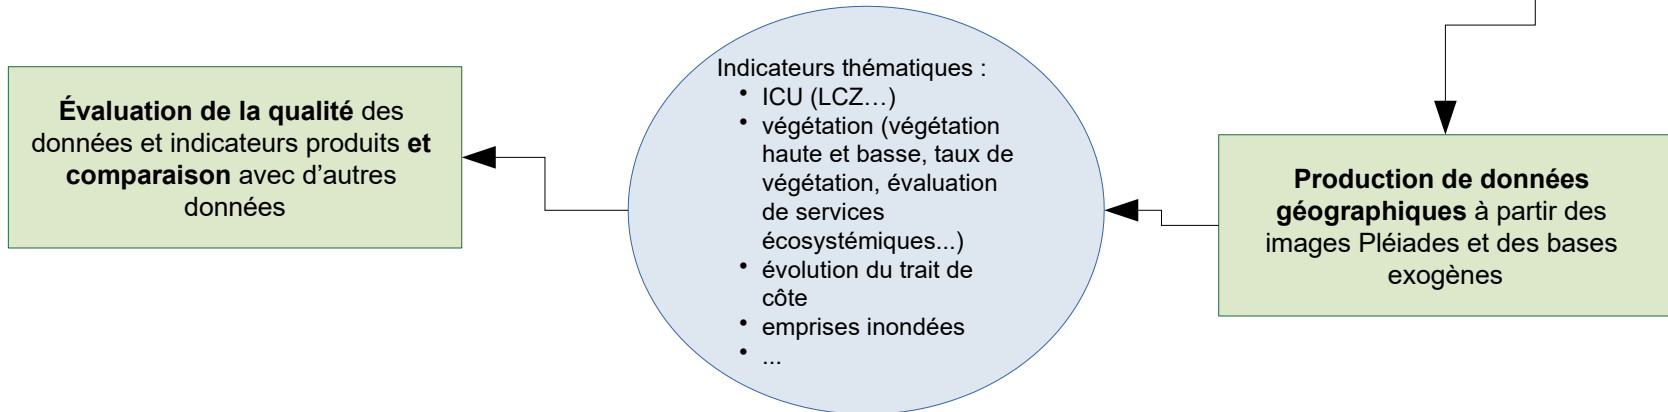 Évaluation de la qualité des
données et indicateurs produits et
comparaison avec d'autres
données
Indicateurs thématiques :
• ICU (LCZ…)
• végétation (végétation
haute et basse, taux de
végétation, évaluation
de services
écosystémiques...)
• évolution du trait de
côte
• emprises inondées
• ...
Production de données
géographiques à partir des
images Pléiades et des bases
exogènes